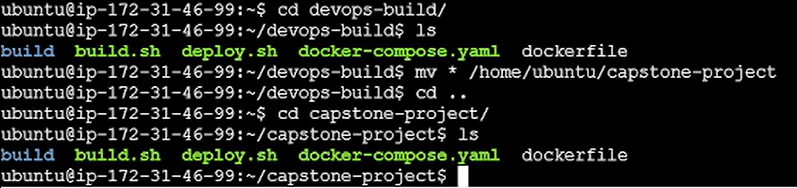 ubuntu@ip-172-31-46-99:~$ cd devops-build/
ubuntu@ip-172-31-46-99:~/devops-build$ ls
build  build.sh  deploy.sh  docker-compose.yaml  dockerfile
ubuntu@ip-172-31-46-99:~/devops-build$ mv * /home/ubuntu/capstone-project
ubuntu@ip-172-31-46-99:~/devops-build$ cd ..
ubuntu@ip-172-31-46-99:~$ cd capstone-project/
ubuntu@ip-172-31-46-99:~/capstone-project$ ls
build  build.sh  deploy.sh  docker-compose.yaml  dockerfile
ubuntu@ip-172-31-46-99:~/capstone-project$